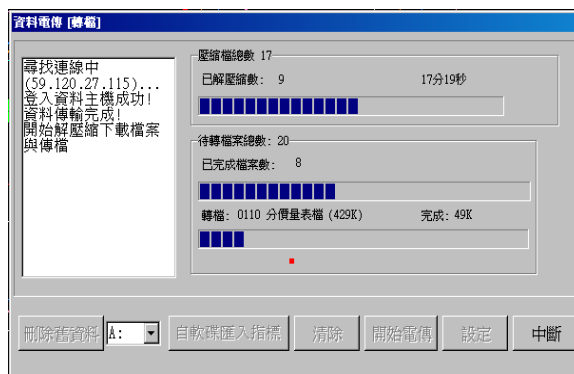 資料電傳 [轉檔]
尋找連線中
(59.120.27.115)...
登入資料主機成功!
資料傳輸完成!
開始解壓縮下載檔案
與傳檔
壓縮檔總數 17
已解壓縮數: 9 17分19秒
待轉檔案總數: 20
已完成檔案數: 8
轉檔: 0110 分價量表檔 (429K) 完成: 49K
刪除舊資料 A: 自軟碟匯入指標 清除 開始電傳 設定 中斷